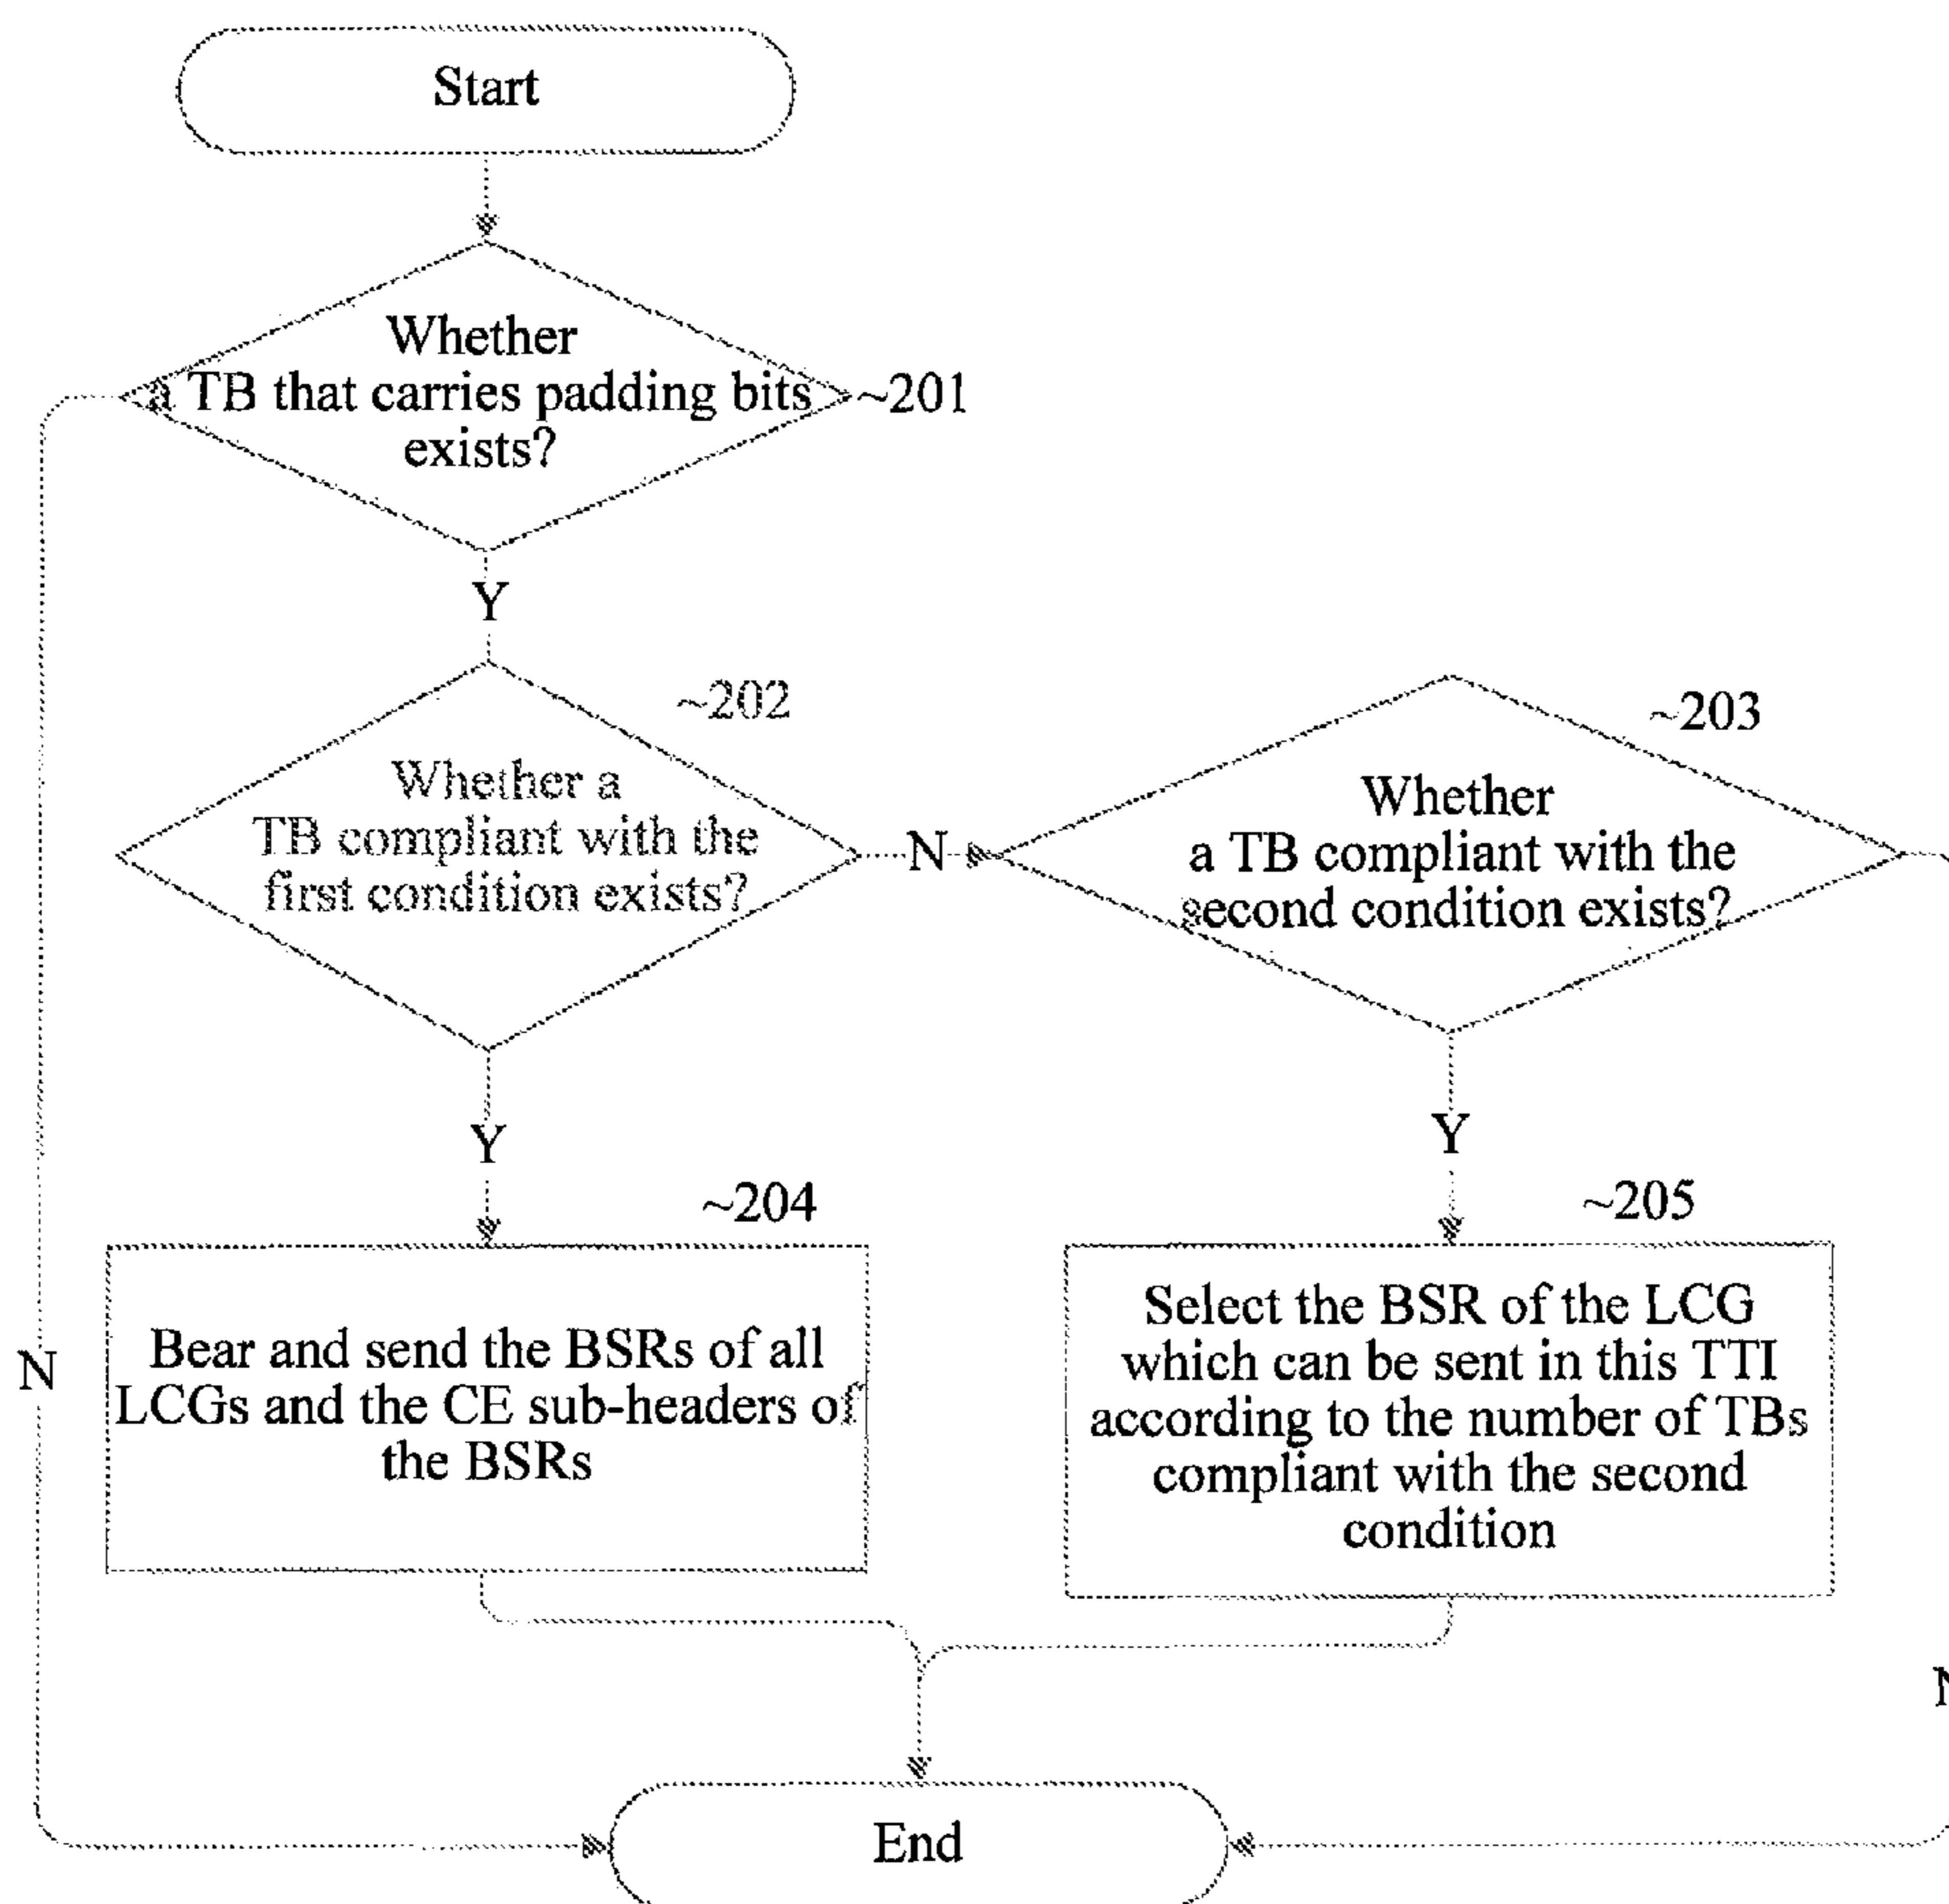 Start
Whether
a TB that carries padding bits
exists?
~201
Y
~202
Whether a
TB compliant with the
first condition exists?
N
~203
Whether
a TB compliant with the
second condition exists?
Y
Y
~204
~205
N
Bear and send the BSRs of all
LCGs and the CE sub-headers of
the BSRs
Select the BSR of the LCG
which can be sent in this TTI
according to the number of TBs
compliant with the second
condition
N
End